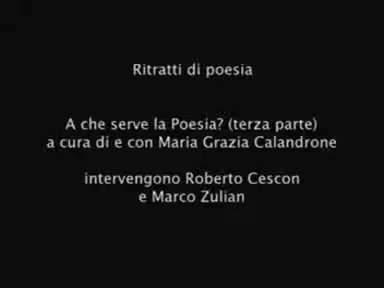 Ritratti di poesia
A che serve la Poesia? (terza parte)
a cura di e con Maria Grazia Calandrone
intervengono Roberto Cescon
e Marco Zulian